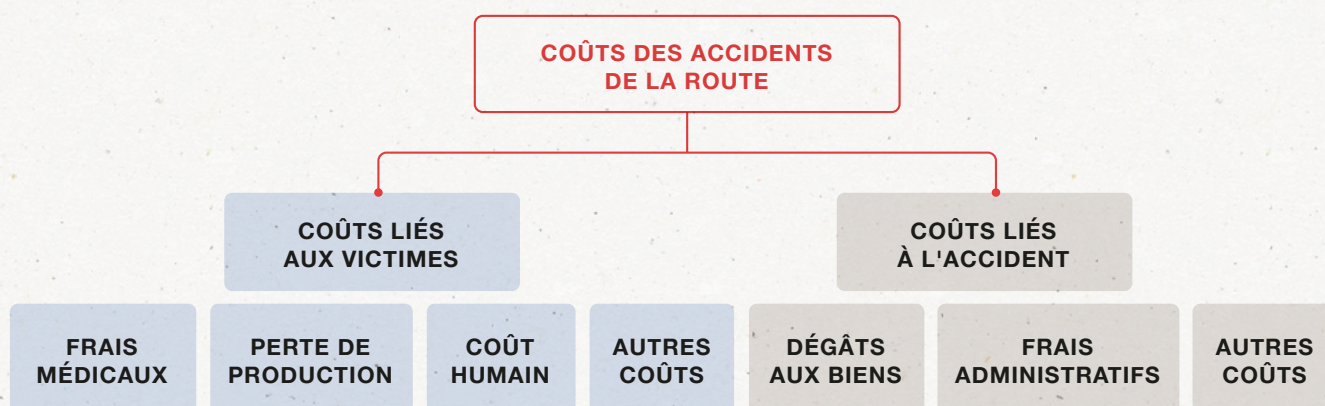 COÛTS DES ACCIDENTS
DE LA ROUTE
COÛTS LIÉS
AUX VICTIMES
COÛTS LIÉS
À L'ACCIDENT
FRAIS
MÉDICAUX
PERTE DE
PRODUCTION
COÛT
HUMAIN
AUTRES
COÛTS
DÉGÂTS
AUX BIENS
FRAIS
ADMINISTRATIFS
AUTRES
COÛTS